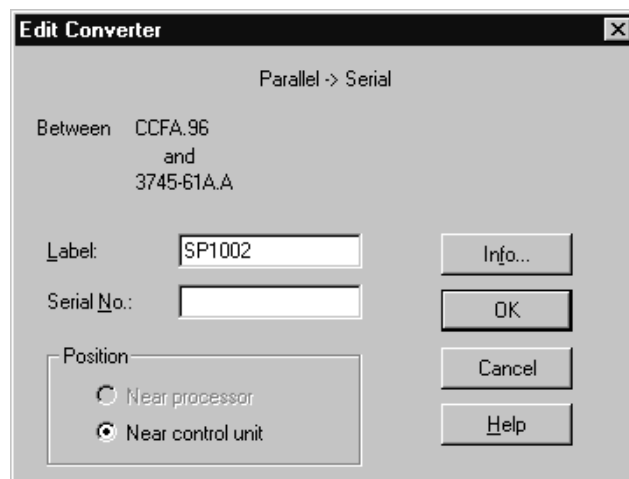 Edit Converter
Parallel -> Serial
Between CCFA.96
and
3745-61A.A
Label: SP1002
Info...
Serial No.:
OK
Position
Near processor
Near control unit
Cancel
Help